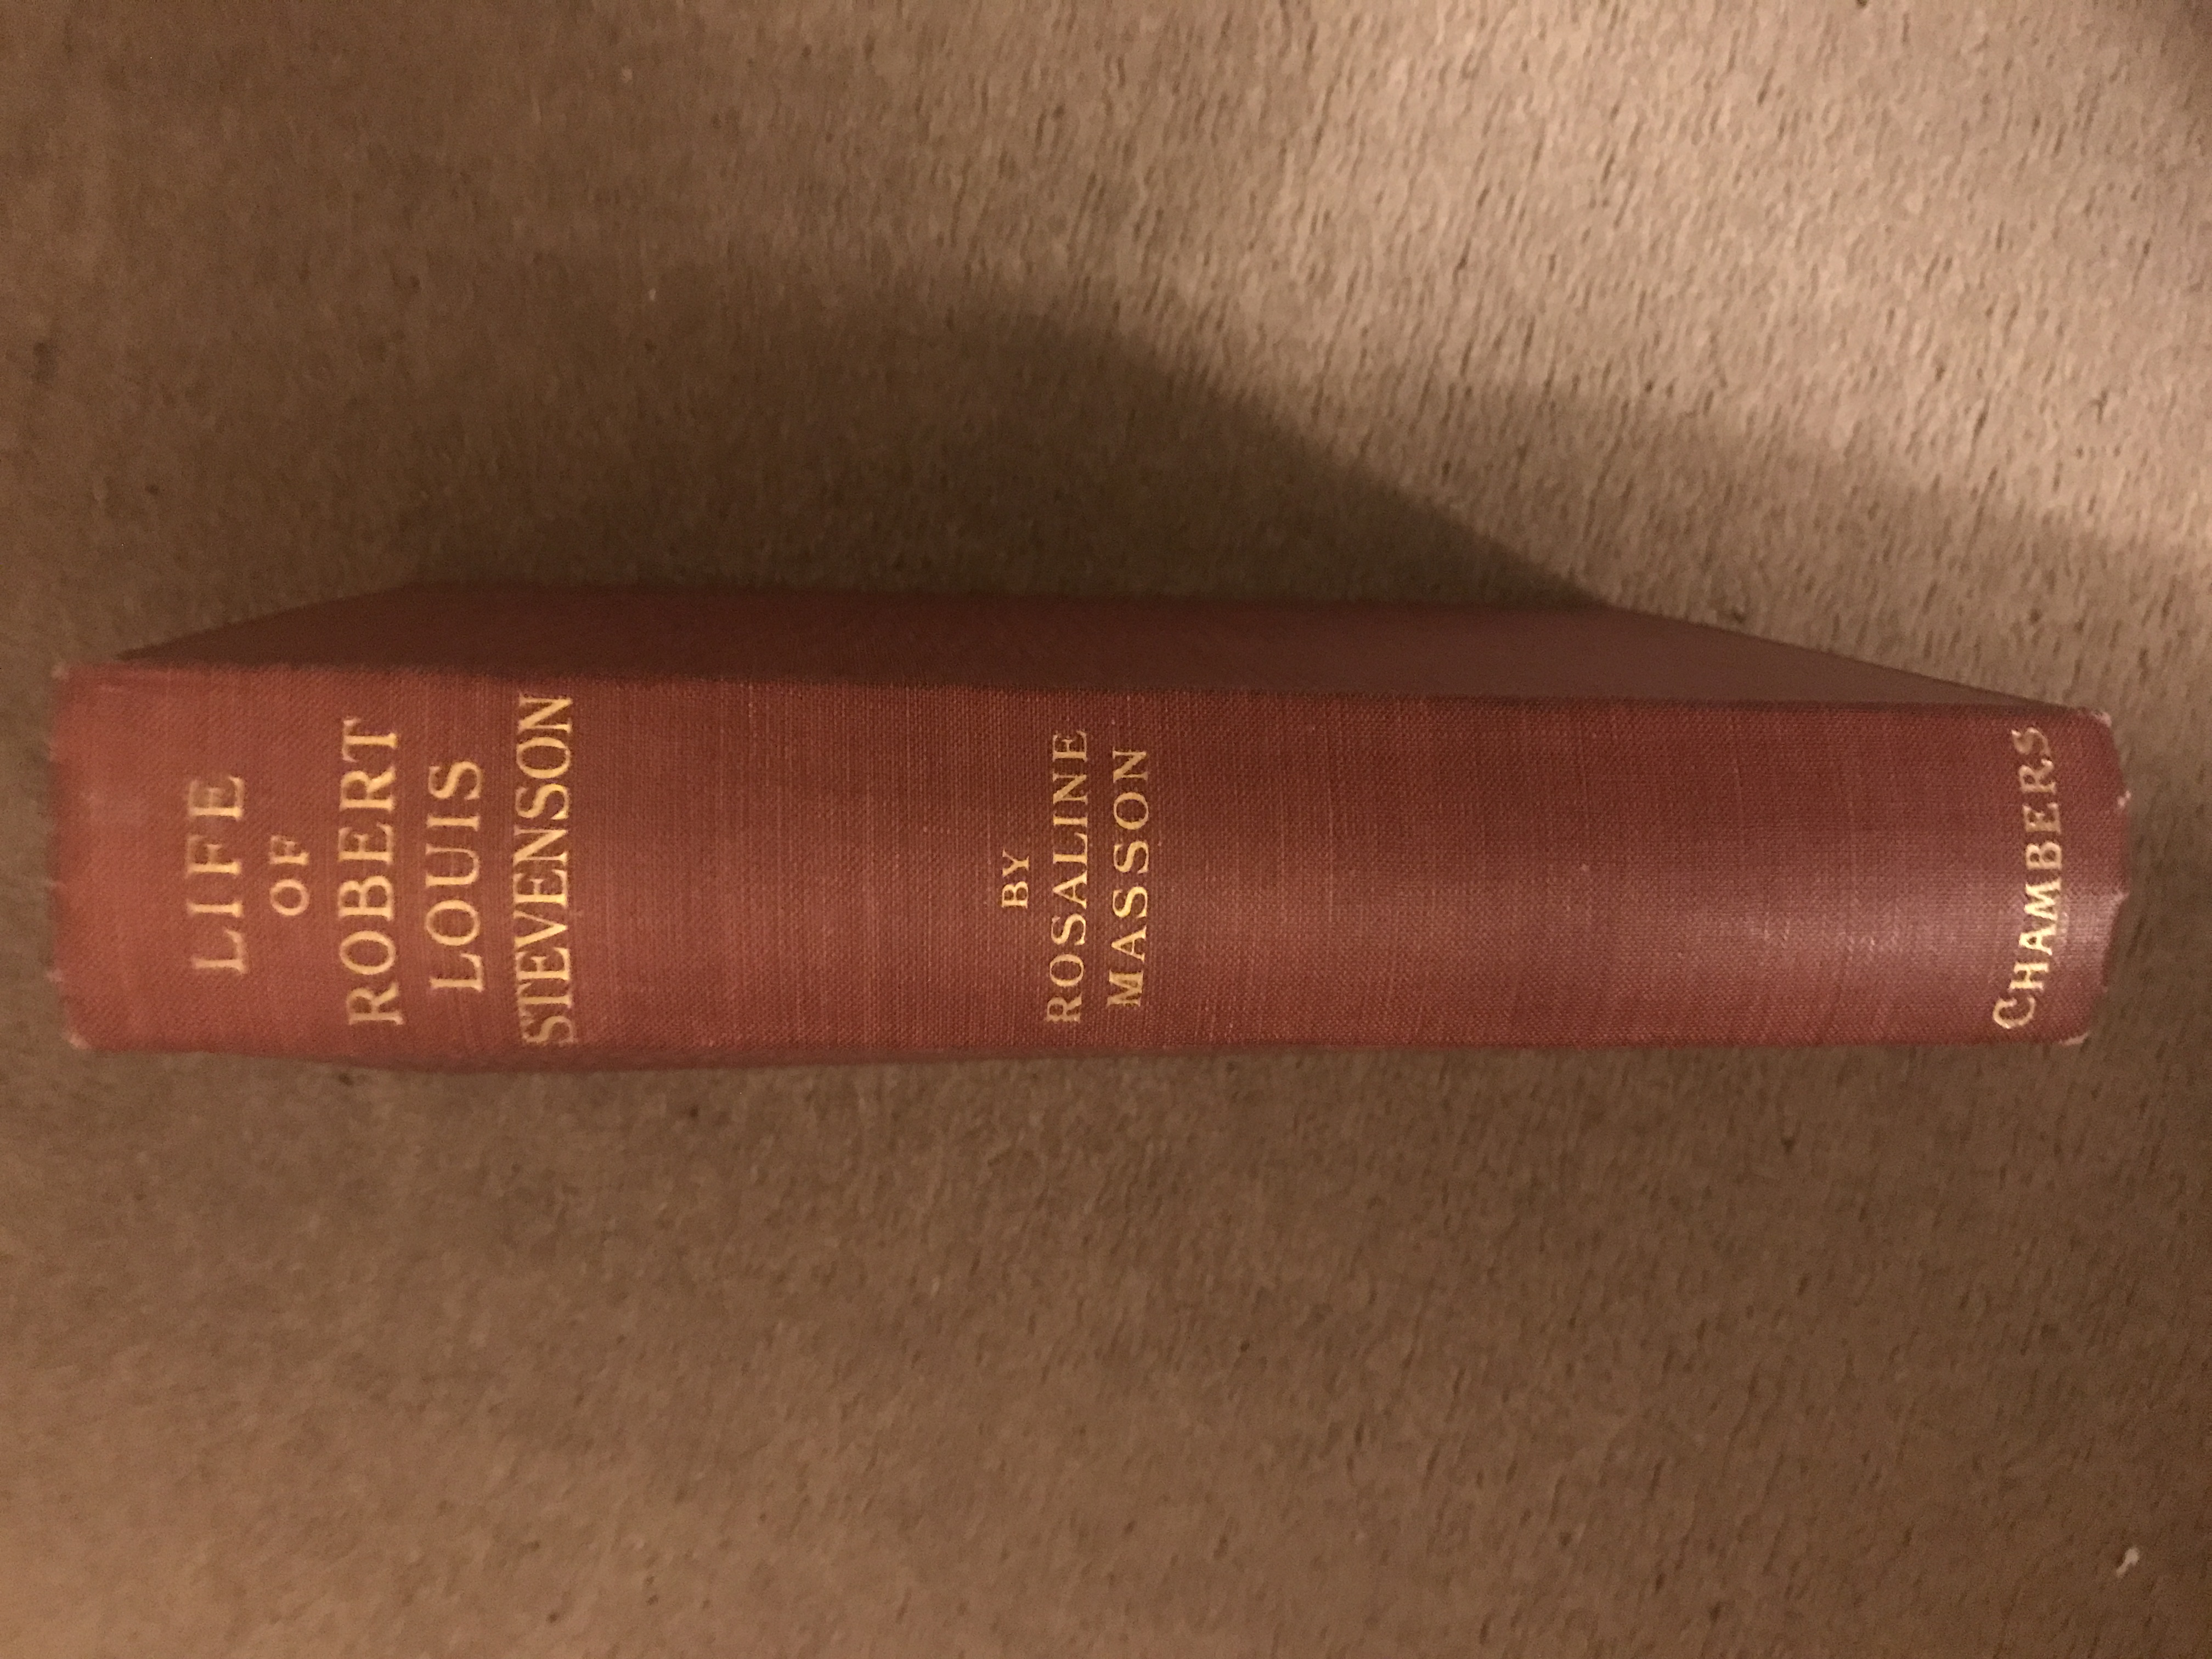 LIFE
OF
ROBERT
LOUIS
STEVENSON
BY
ROSALINE
MASSON
CHAMBERS